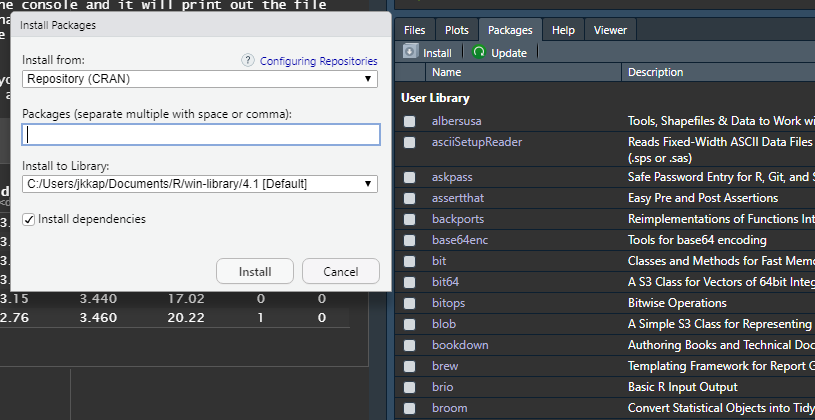 ne console and it will print out the file
Install Packages
Install from:
Configuring Repositories
Repository (CRAN)
Packages (separate multiple with space or comma):
Install to Library:
C:/Users/jkkap/Documents/R/win-library/4.1 [Default]
Install dependencies
Install
Cancel
3.15 3.440 17.02 0 0
2.76 3.460 20.22 1 0
Files
Plots
Packages
Help
Viewer
Install
Update
Name
Description
User Library
albersusa Tools, Shapefiles & Data to Work wi
asciiSetupReader Reads Fixed-Width ASCII Data Files
(.sps or .sas)
askpass Safe Password Entry for R, Git, and S
assertthat Easy Pre and Post Assertions
backports Reimplementations of Functions Int
base64enc Tools for base64 encoding
bit Classes and Methods for Fast Memo
bit64 A S3 Class for Vectors of 64bit Integ
bitops Bitwise Operations
blob A Simple S3 Class for Representing
bookdown Authoring Books and Technical Doc
brew Templating Framework for Report G
brio Basic R Input Output
broom Convert Statistical Objects into Tidy